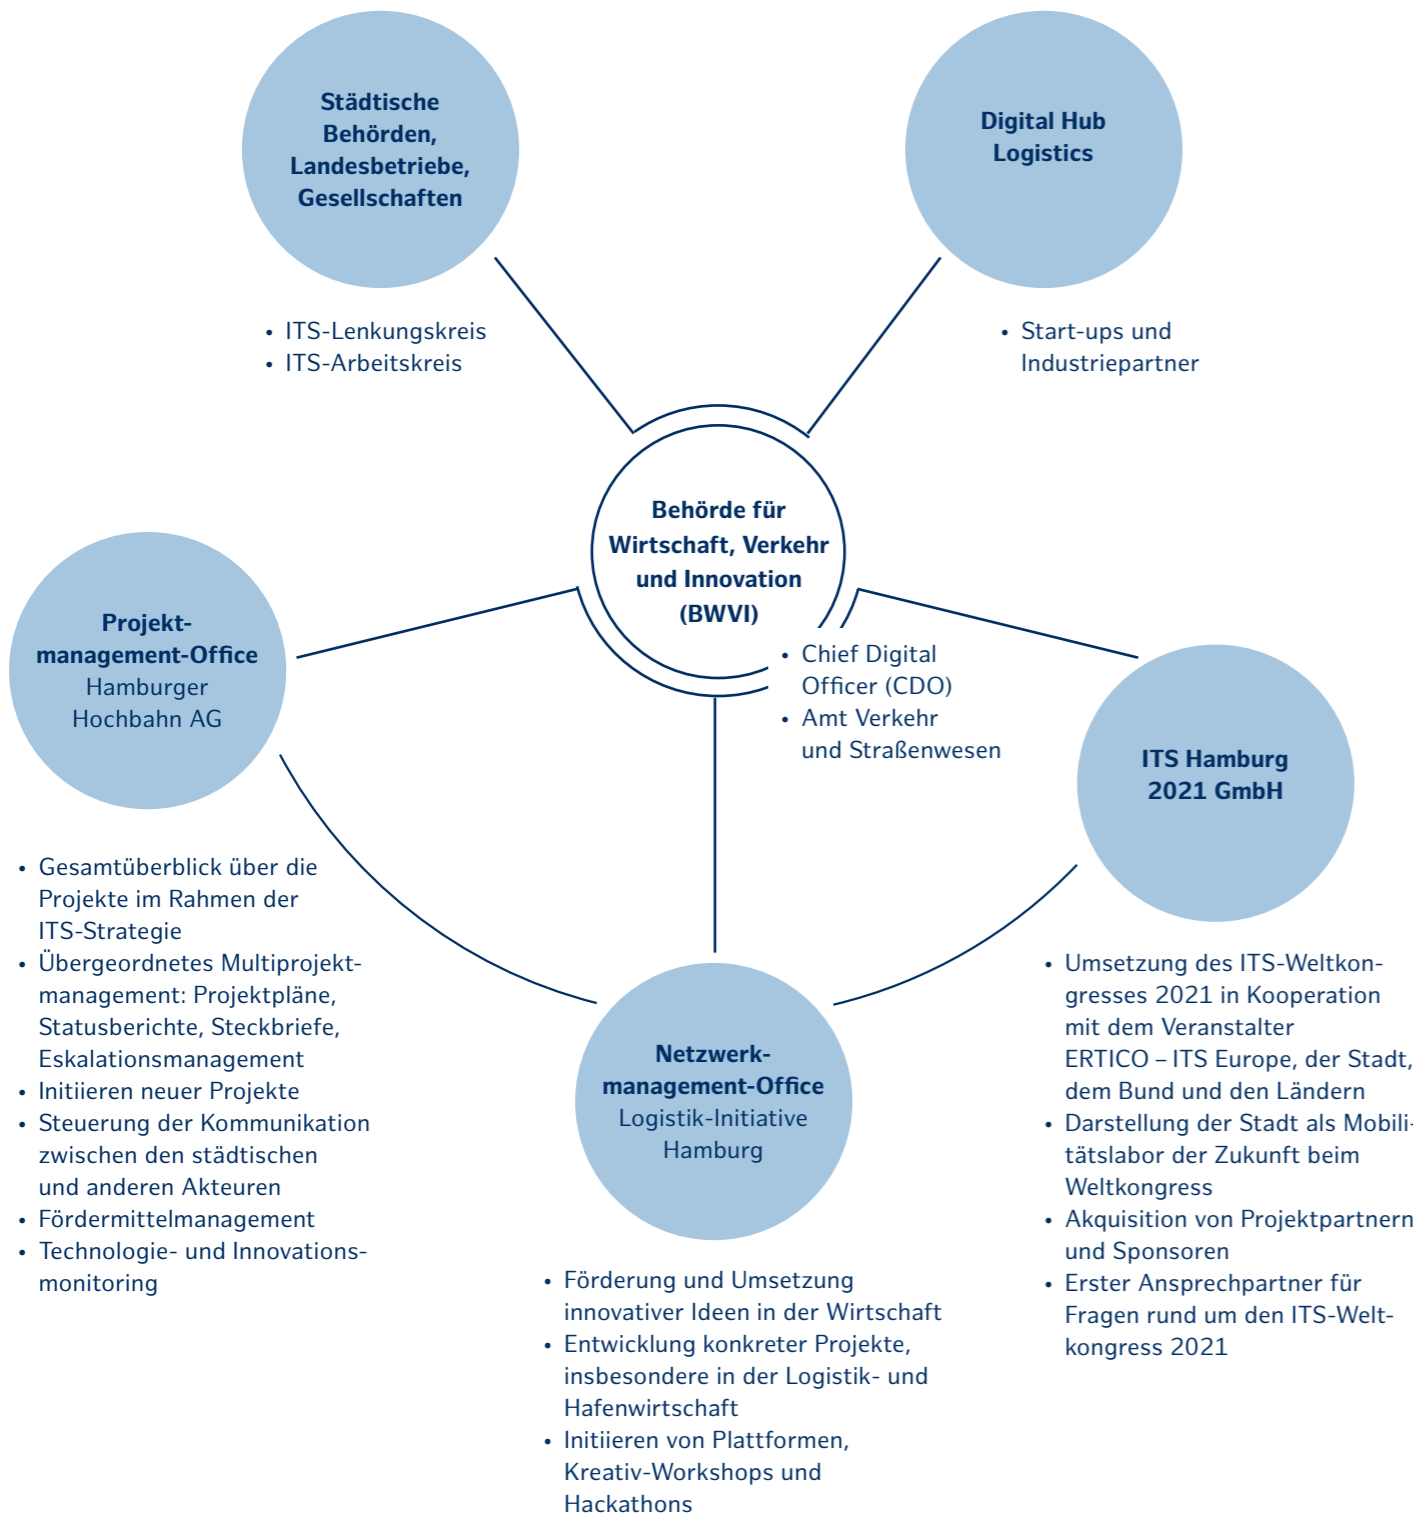 Städtische
Behörden,
Landesbetriebe,
Gesellschaften
• ITS-Lenkungskreis
• ITS-Arbeitskreis
Digital Hub
Logistics
• Start-ups und
Industriepartner
Behörde für
Wirtschaft, Verkehr
und Innovation
(BWVI)
• Chief Digital
Officer (CDO)
• Amt Verkehr
und Straßenwesen
Projekt-
management-Office
Hamburger
Hochbahn AG
• Gesamtüberblick über die
Projekte im Rahmen der
ITS-Strategie
• Übergeordnetes Multiprojekt-
management: Projektpläne,
Statusberichte, Steckbriefe,
Eskalationsmanagement
• Initiieren neuer Projekte
• Steuerung der Kommunikation
zwischen den städtischen
und anderen Akteuren
• Fördermittelmanagement
• Technologie- und Innovations-
monitoring
Netzwerk-
management-Office
Logistik-Initiative
Hamburg
• Förderung und Umsetzung
innovativer Ideen in der Wirtschaft
• Entwicklung konkreter Projekte,
insbesondere in der Logistik- und
Hafenwirtschaft
• Initiieren von Plattformen,
Kreativ-Workshops und
Hackathons
ITS Hamburg
2021 GmbH
• Umsetzung des ITS-Weltkon-
gresses 2021 in Kooperation
mit dem Veranstalter
ERTICO – ITS Europe, der Stadt,
dem Bund und den Ländern
• Darstellung der Stadt als Mobili-
tätslabor der Zukunft beim
Weltkongress
• Akquisition von Projektpartnern
und Sponsoren
• Erster Ansprechpartner für
Fragen rund um den ITS-Welt-
kongress 2021